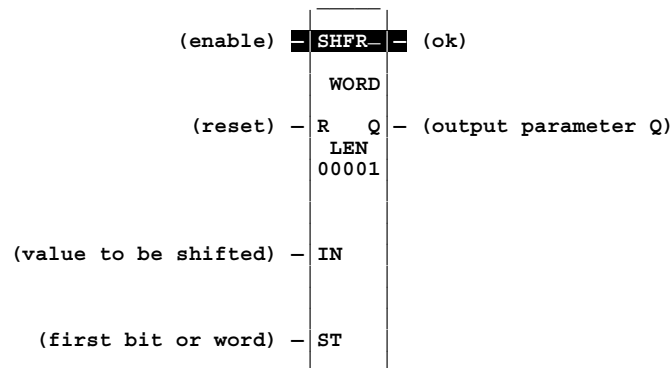 (enable) SHFR (ok)
WORD
(reset) R Q (output parameter Q)
LEN
00001
(value to be shifted) IN
(first bit or word) ST